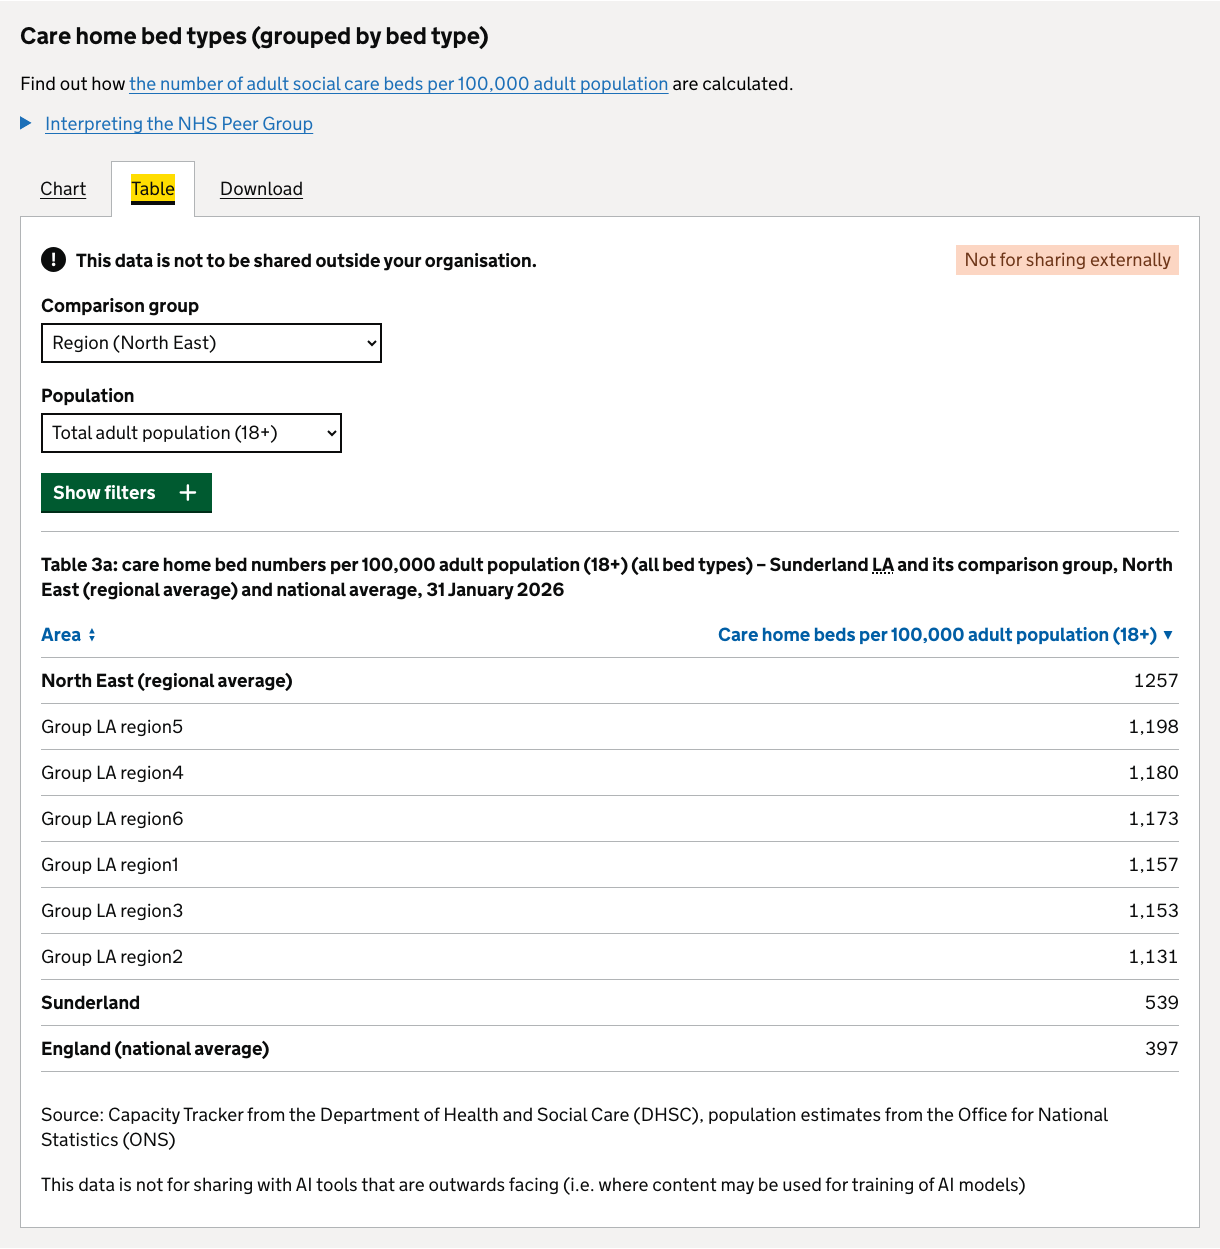 Care home bed types (grouped by bed type)
Find out how the number of adult social care beds per 100,000 adult population are calculated.
Interpreting the NHS Peer Group
Chart
Table
Download
This data is not to be shared outside your organisation.
Not for sharing externally
Comparison group
Region (North East)
Population
Total adult population (18+)
Show filters
Table 3a: care home bed numbers per 100,000 adult population (18+) (all bed types) – Sunderland LA and its comparison group, North
East (regional average) and national average, 31 January 2026
Area Care home beds per 100,000 adult population (18+)
North East (regional average) 1257
Group LA region5 1,198
Group LA region4 1,180
Group LA region6 1,173
Group LA region1 1,157
Group LA region3 1,153
Group LA region2 1,131
Sunderland 539
England (national average) 397
Source: Capacity Tracker from the Department of Health and Social Care (DHSC), population estimates from the Office for National
Statistics (ONS)
This data is not for sharing with AI tools that are outwards facing (i.e. where content may be used for training of AI models)